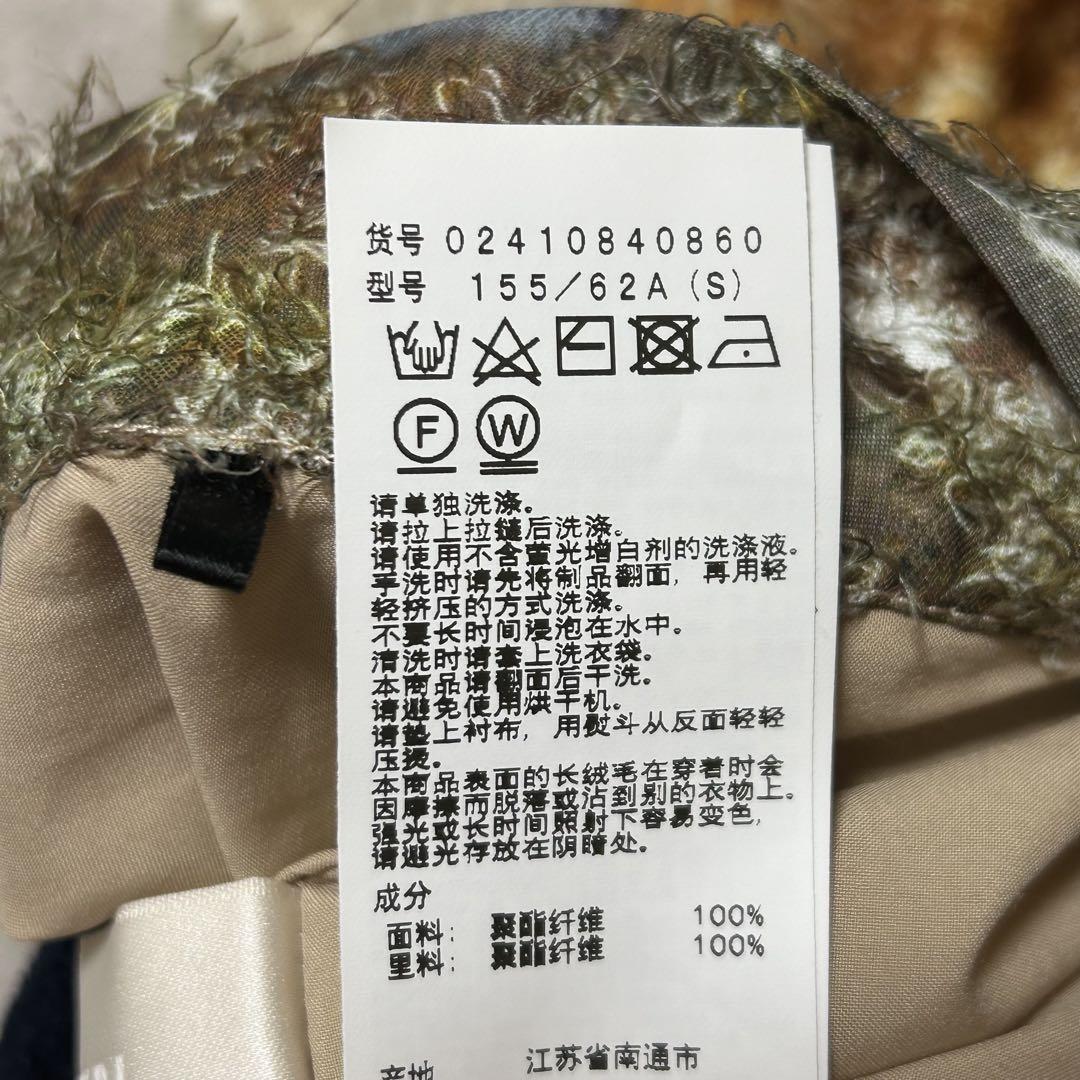 货号 02410840860
型号 155/62A(S)
F W
请单独洗涤。
请拉上拉链后洗涤。
请使用不含萤光增白剂的洗涤液。
手洗时请先将制品翻面，再用轻
轻挤压的方式洗涤。
不要长时间浸泡在水中。
清洗时请套上洗衣袋。
本商品请翻面后干洗。
请避免使用烘干机。
请垫上衬布，用熨斗从反面轻轻
压烫。
本商品表面的长绒毛在穿着时会
因摩擦而脱落或沾到别的衣物上。
强光或长时间照射下容易变色，
请避光存放在阴暗处。
成分
面料： 聚酯纤维 100%
里料： 聚酯纤维 100%
产地 江苏省南通市